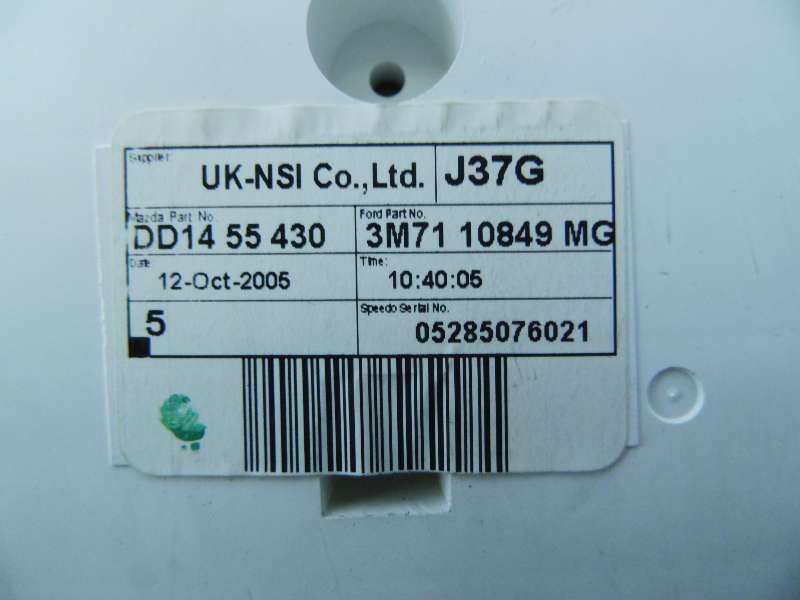 Supplier:
UK-NSI Co.,Ltd. J37G
Mazda Part No. Ford Part No.
DD14 55 430 3M71 10849 MG
Date Time:
12-Oct-2005 10:40:05
5 Speedo Serial No.
05285076021